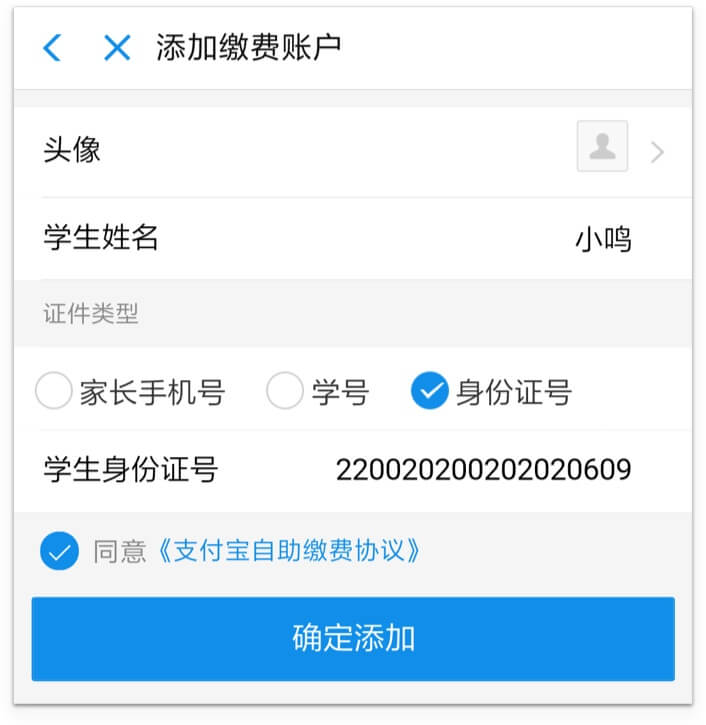 添加缴费账户
头像
学生姓名 小鸣
证件类型
家长手机号 学号 身份证号
学生身份证号 220020200202020609
同意《支付宝自助缴费协议》
确定添加